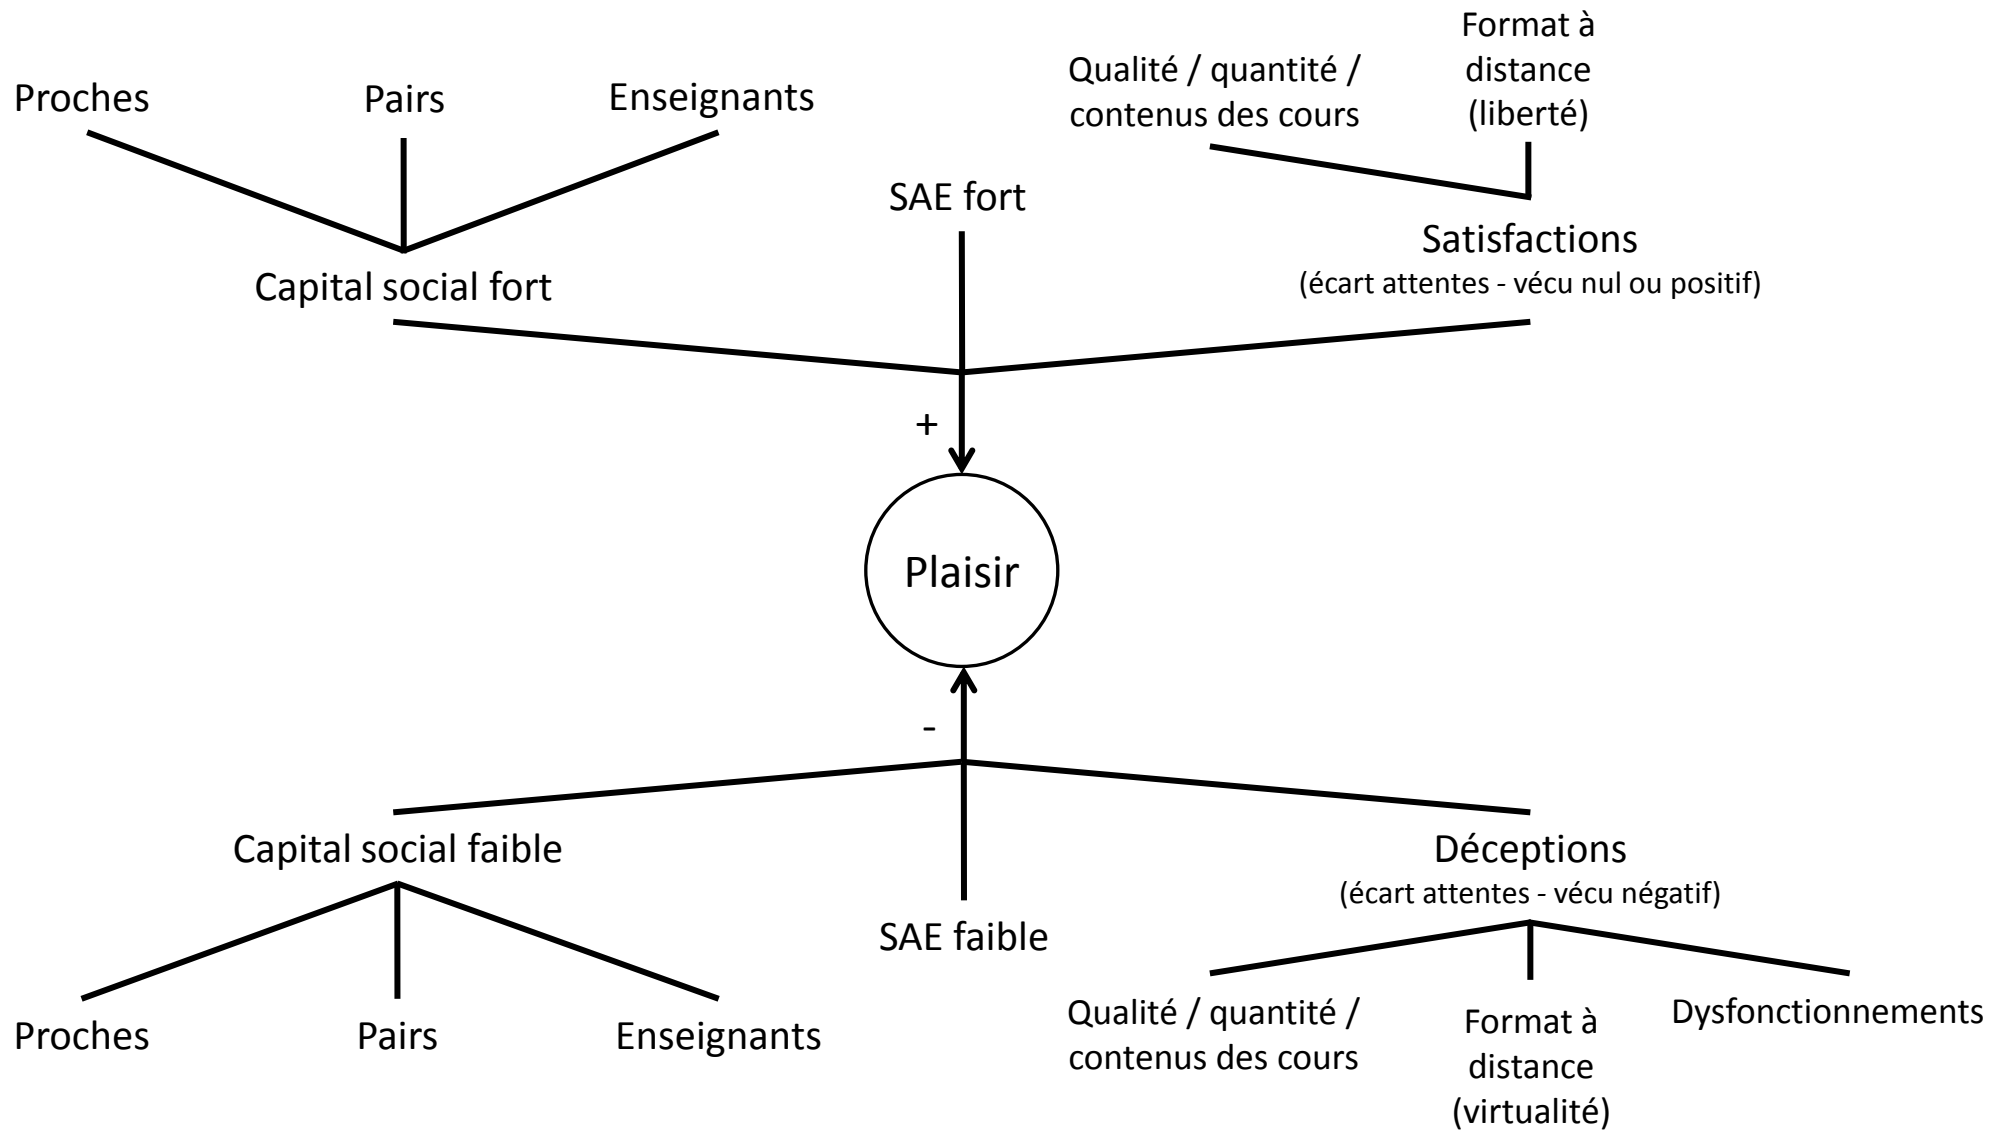 Proches
Pairs
Enseignants
Qualité / quantité /
contenus des cours
Format à
distance
(liberté)
SAE fort
Capital social fort
Satisfactions
(écart attentes - vécu nul ou positif)
+
Plaisir
-
Capital social faible
SAE faible
Déceptions
(écart attentes - vécu négatif)
Proches
Pairs
Enseignants
Qualité / quantité /
contenus des cours
Format à
distance
(virtualité)
Dysfonctionnements